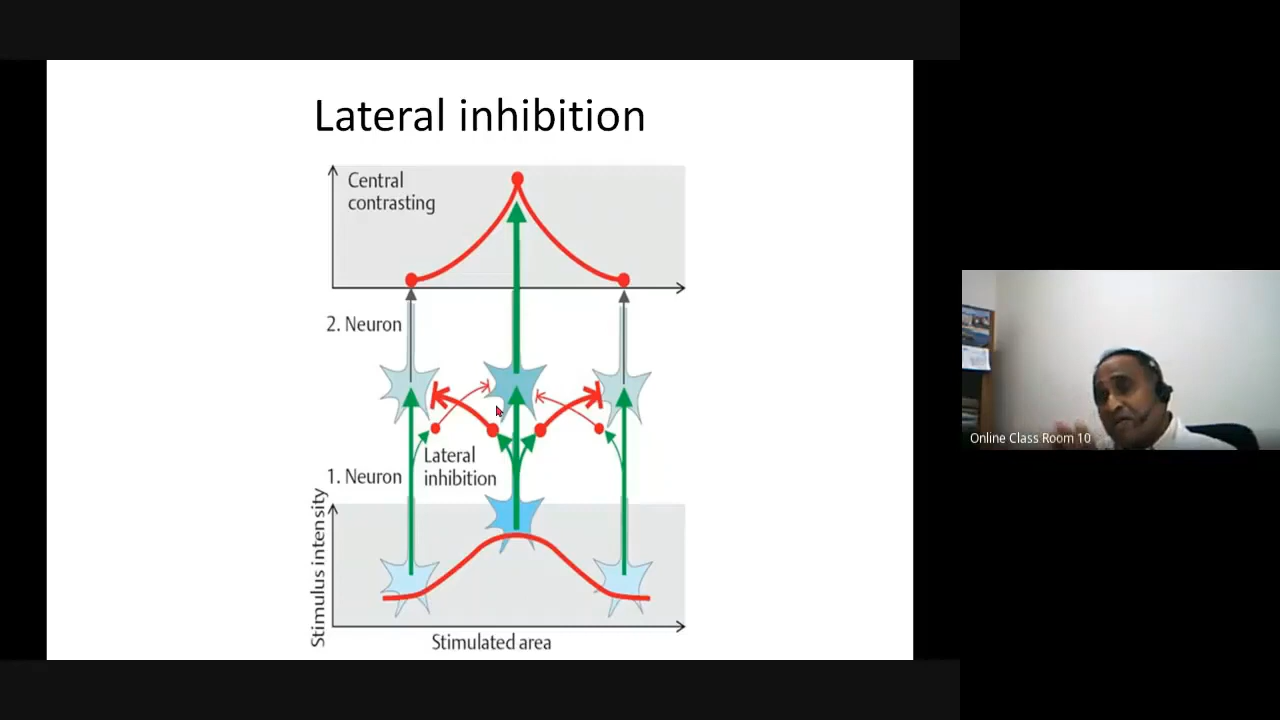 Lateral inhibition
Central
contrasting
2. Neuron
Lateral
inhibition
1. Neuron
Stimulus intensity
Stimulated area
Online Class Room 10